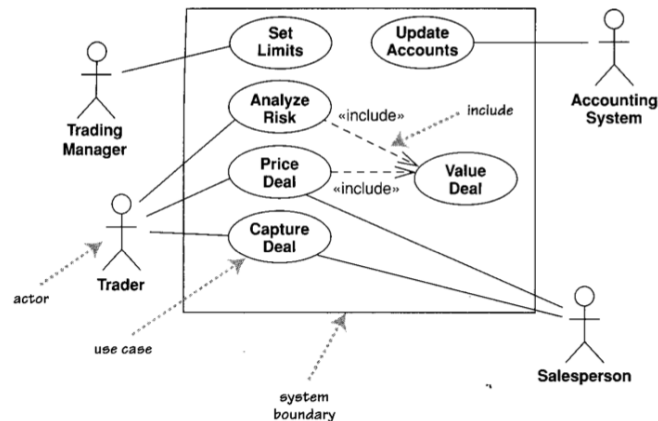 Set
Limits
Update
Accounts
Trading
Manager
Accounting
System
Analyze
Risk
«include»
include
Price
Deal
«include»
Value
Deal
Capture
Deal
Trader
actor
use case
system
boundary
Salesperson